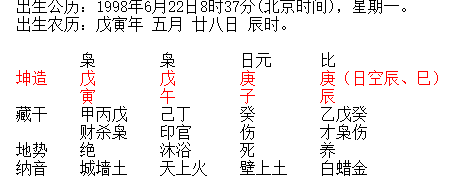 出生公历：1998年6月22日8时37分(北京时间)，星期一。
出生农历：戊寅年 五月 廿八日 辰时。
枭 枭 日元 比
坤造 戊 戊 庚 庚（日空辰、巳）
寅 午 子 辰
藏干 甲丙戊 己丁 癸 乙戊癸
财杀枭 印官 伤 才枭伤
地势 绝 沐浴 死 养
纳音 城墙土 天上火 壁上土 白蜡金